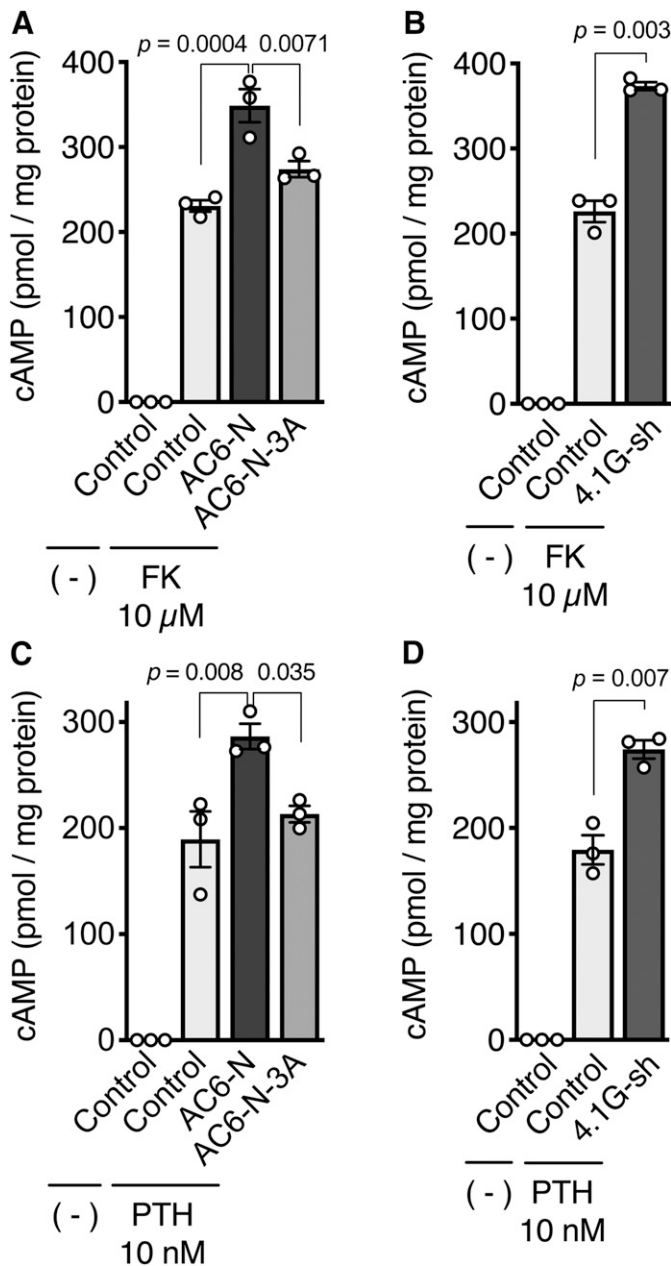 A
p = 0.0004 0.0071
cAMP (pmol / mg protein)
400
300
200
100
0
Control
Control
AC6-N
AC6-N-3A
( - )
FK
10 µM
B
p = 0.003
cAMP (pmol / mg protein)
400
300
200
100
0
Control
Control
4.1G-sh
( - )
FK
10 µM
C
p = 0.008 0.035
cAMP (pmol / mg protein)
300
200
100
0
Control
Control
AC6-N
AC6-N-3A
( - )
PTH
10 nM
D
p = 0.007
cAMP (pmol / mg protein)
300
200
100
0
Control
Control
4.1G-sh
( - )
PTH
10 nM